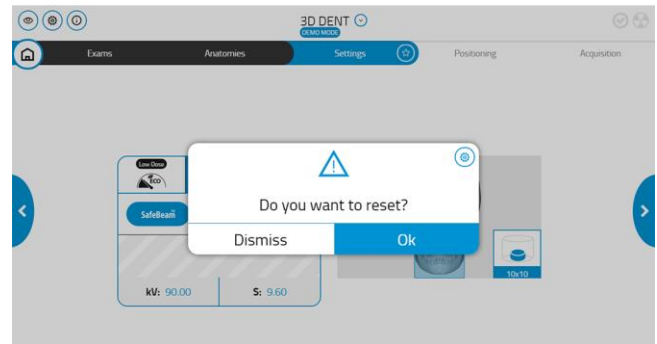 3D DENT
DEMO MODE
Exams
Anatomies
Settings
Positioning
Acquisition
Low Dose
ECO
SafeBeam
Do you want to reset?
Dismiss
Ok
10x10
kV: 90.00
S: 9.60